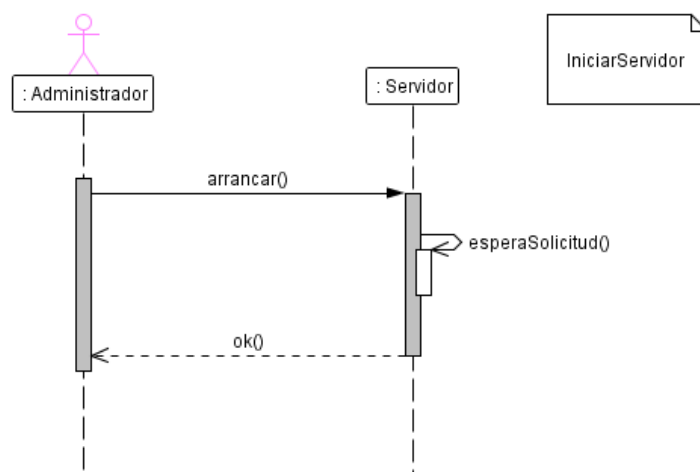 IniciarServidor
: Administrador
: Servidor
arrancar()
esperaSolicitud()
ok()